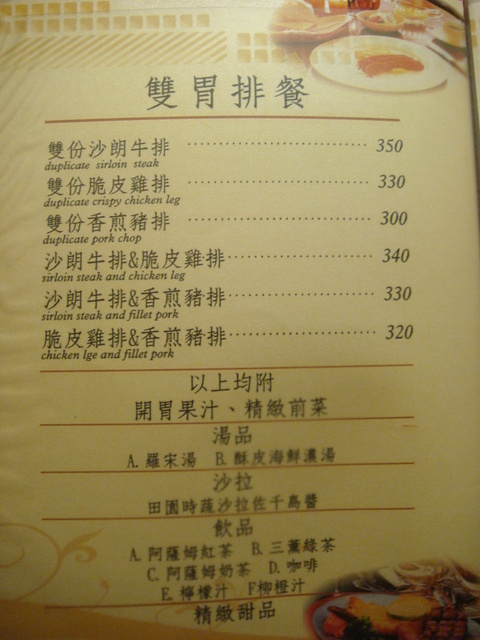 雙胃排餐
雙份沙朗牛排 350
duplicate sirloin steak
雙份脆皮雞排 330
duplicate crispy chicken leg
雙份香煎豬排 300
duplicate pork chop
沙朗牛排&脆皮雞排 340
sirloin steak and chicken leg
沙朗牛排&香煎豬排 330
sirloin steak and fillet pork
脆皮雞排&香煎豬排 320
chicken lge and fillet pork
以上均附
開胃果汁、精緻前菜
湯品
A. 羅宋湯 B. 酥皮海鮮濃湯
沙拉
田園時蔬沙拉佐千島醬
飲品
A. 阿薩姆紅茶 B. 三薰綠茶
C. 阿薩姆奶茶 D. 咖啡
E. 檸檬汁 F柳橙汁
精緻甜品